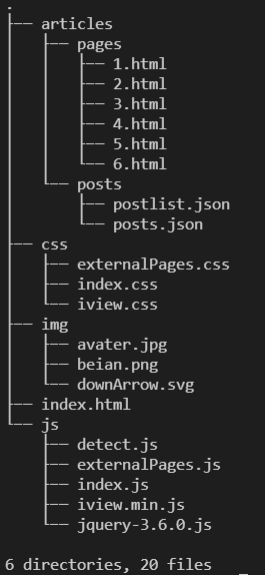 .
├── articles
│   ├── pages
│   │   ├── 1.html
│   │   ├── 2.html
│   │   ├── 3.html
│   │   ├── 4.html
│   │   ├── 5.html
│   │   └── 6.html
│   └── posts
│       ├── postlist.json
│       └── posts.json
├── css
│   ├── externalPages.css
│   ├── index.css
│   └── iview.css
├── img
│   ├── avater.jpg
│   ├── beian.png
│   └── downArrow.svg
├── index.html
└── js
    ├── detect.js
    ├── externalPages.js
    ├── index.js
    ├── iview.min.js
    └── jquery-3.6.0.js
6 directories, 20 files